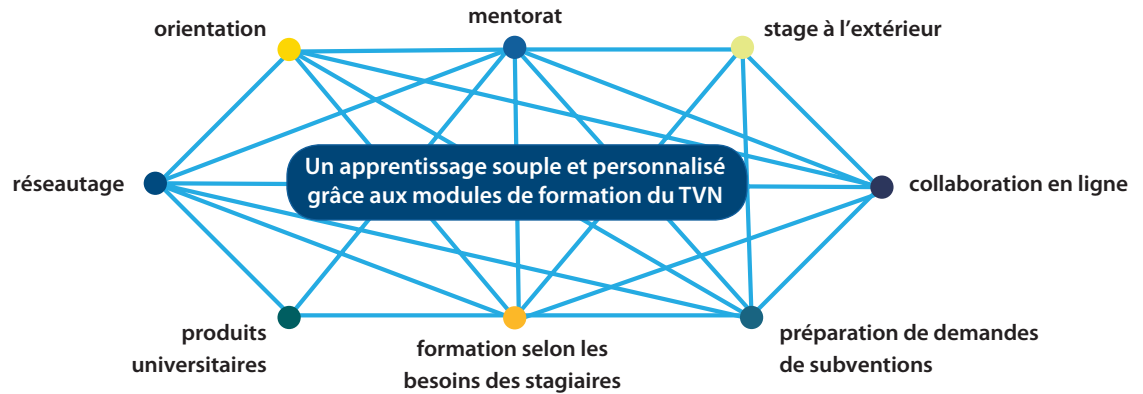 orientation
mentorat
stage à l’extérieur
réseautage
Un apprentissage souple et personnalisé
grâce aux modules de formation du TVN
collaboration en ligne
produits
universitaires
formation selon les
besoins des stagiaires
préparation de demandes
de subventions